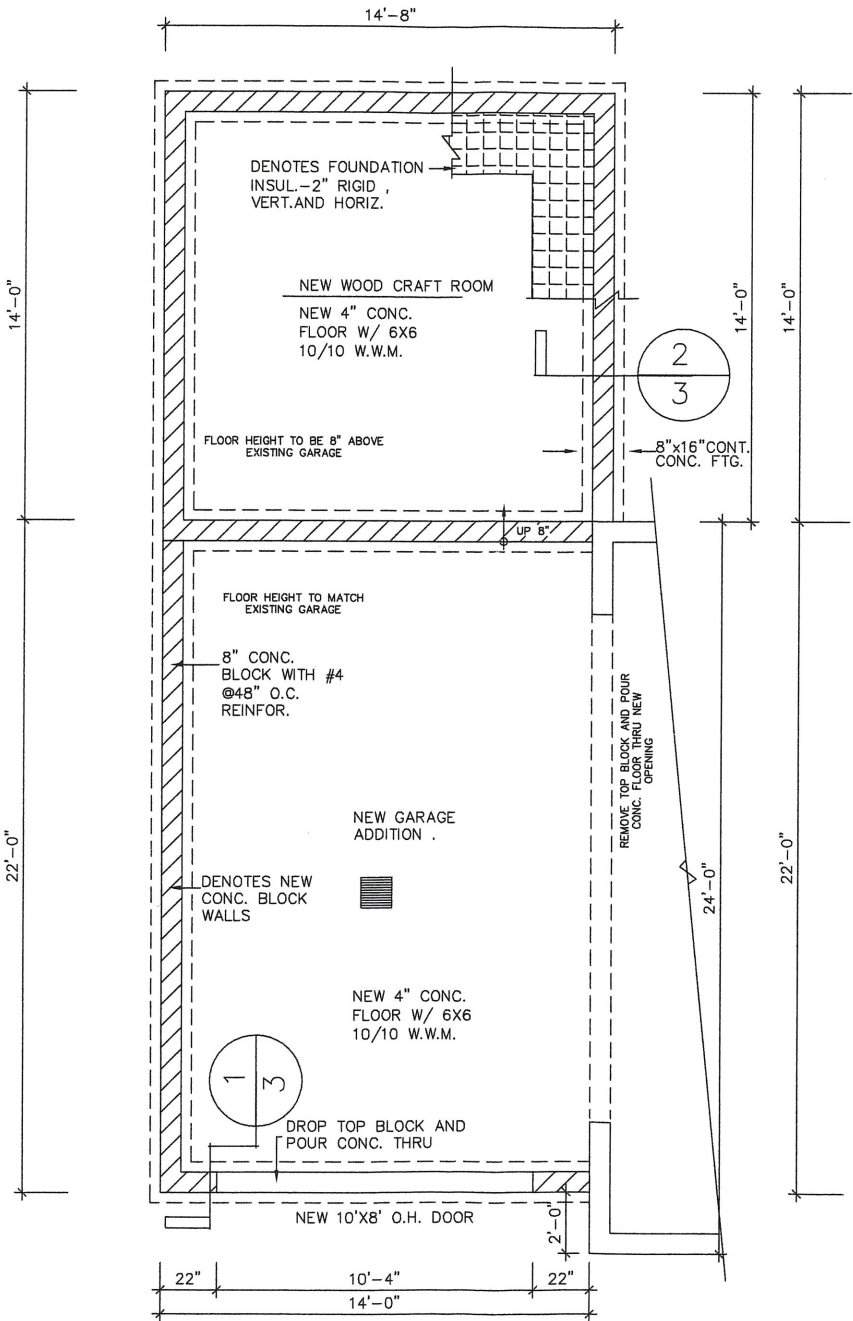 14'-8"
DENOTES FOUNDATION
INSUL.-2" RIGID ,
VERT.AND HORIZ.
NEW WOOD CRAFT ROOM
NEW 4" CONC.
FLOOR W/ 6X6
10/10 W.W.M.
14'-0"
14'-0"
14'-0"
2
3
FLOOR HEIGHT TO BE 8" ABOVE
EXISTING GARAGE
8"x16"CONT.
CONC. FTG.
UP 8"
FLOOR HEIGHT TO MATCH
EXISTING GARAGE
8" CONC.
BLOCK WITH #4
@48" O.C.
REINFOR.
REMOVE TOP BLOCK AND POUR
CONC. FLOOR THRU NEW
OPENING
NEW GARAGE
ADDITION .
22'-0"
24'-0"
22'-0"
DENOTES NEW
CONC. BLOCK
WALLS
NEW 4" CONC.
FLOOR W/ 6X6
10/10 W.W.M.
1
3
DROP TOP BLOCK AND
POUR CONC. THRU
NEW 10'X8' O.H. DOOR
2'-0"
22"
10'-4"
22"
14'-0"